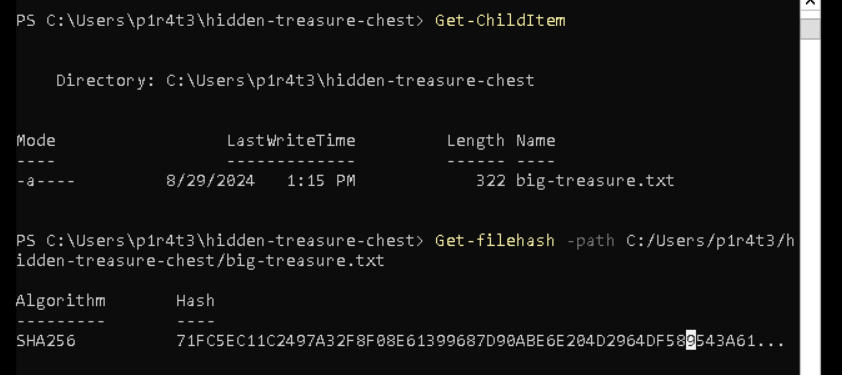 PS C:\Users\p1r4t3\hidden-treasure-chest> Get-ChildItem
Directory: C:\Users\p1r4t3\hidden-treasure-chest
Mode LastWriteTime Length Name
---- ------------- ------ ----
-a---- 8/29/2024 1:15 PM 322 big-treasure.txt
PS C:\Users\p1r4t3\hidden-treasure-chest> Get-filehash -path C:/Users/p1r4t3/h
idden-treasure-chest/big-treasure.txt
Algorithm Hash
--------- ----
SHA256 71FC5EC11C2497A32F8F08E61399687D90ABE6E204D2964DF589543A61...